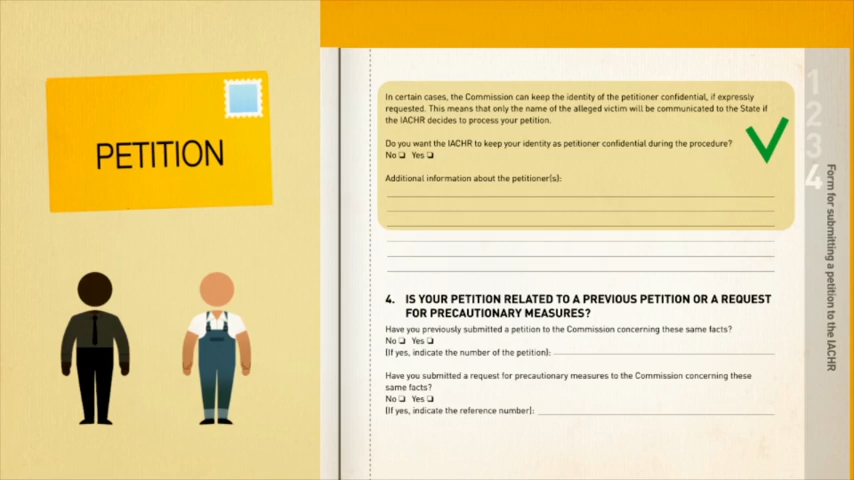 PETITION
In certain cases, the Commission can keep the identity of the petitioner confidential, if expressly
requested. This means that only the name of the alleged victim will be communicated to the State if
the IACHR decides to process your petition.
Do you want the IACHR to keep your identity as petitioner confidential during the procedure?
No ❏ Yes ❏
Additional information about the petitioner(s):
4. IS YOUR PETITION RELATED TO A PREVIOUS PETITION OR A REQUEST
FOR PRECAUTIONARY MEASURES?
Have you previously submitted a petition to the Commission concerning these same facts?
No ❏ Yes ❏
(If yes, indicate the number of the petition):
Have you submitted a request for precautionary measures to the Commission concerning these
same facts?
No ❏ Yes ❏
(If yes, indicate the reference number):
1
2
3
4
Form for submitting a petition to the IACHR